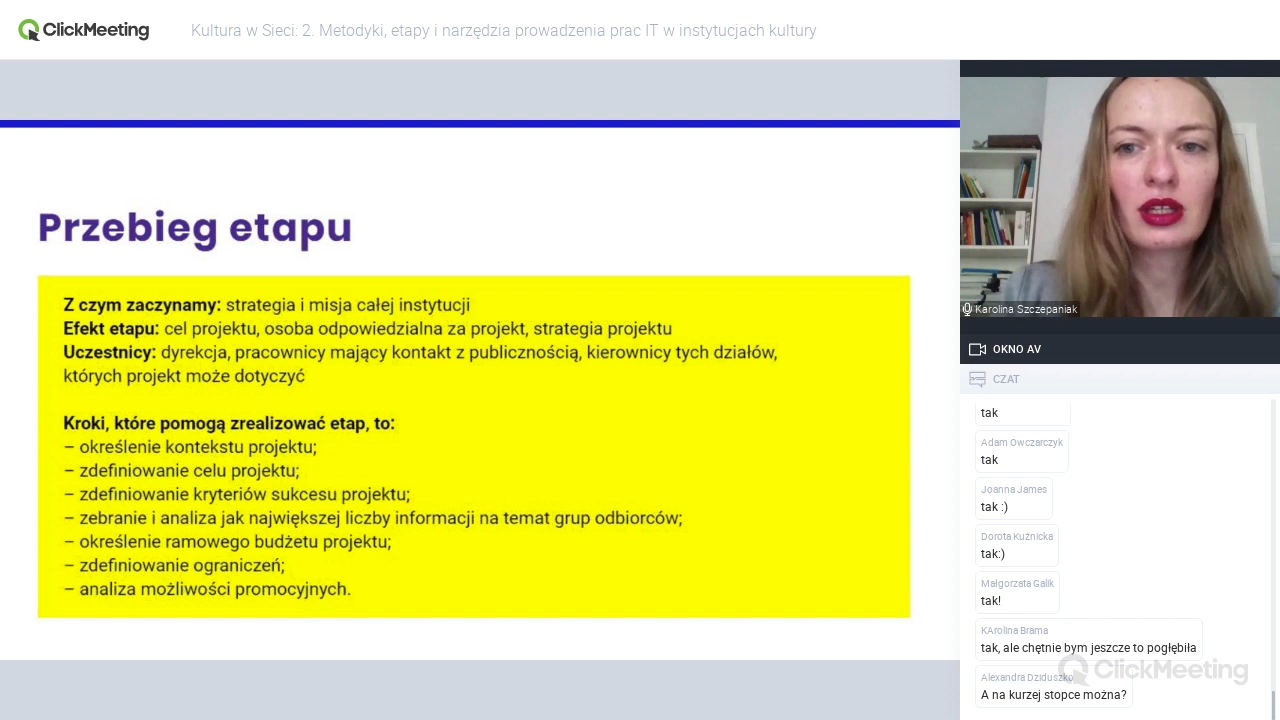 ClickMeeting
Kultura w Sieci: 2. Metodyki, etapy i narzędzia prowadzenia prac IT w instytucjach kultury
Przebieg etapu
Z czym zaczynamy: strategia i misja całej instytucji
Efekt etapu: cel projektu, osoba odpowiedzialna za projekt, strategia projektu
Uczestnicy: dyrekcja, pracownicy mający kontakt z publicznością, kierownicy tych działów,
których projekt może dotyczyć
Kroki, które pomogą zrealizować etap, to:
– określenie kontekstu projektu;
– zdefiniowanie celu projektu;
– zdefiniowanie kryteriów sukcesu projektu;
– zebranie i analiza jak największej liczby informacji na temat grup odbiorców;
– określenie ramowego budżetu projektu;
– zdefiniowanie ograniczeń;
– analiza możliwości promocyjnych.
Karolina Szczepaniak
OKNO AV
CZAT
tak
Adam Owczarczyk
tak
Joanna James
tak :)
Dorota Kuźnicka
tak:)
Małgorzata Galik
tak!
KArolina Brama
tak, ale chętnie bym jeszcze to pogłębiła
ClickMeeting
Alexandra Dziduszko
A na kurzej stopce można?